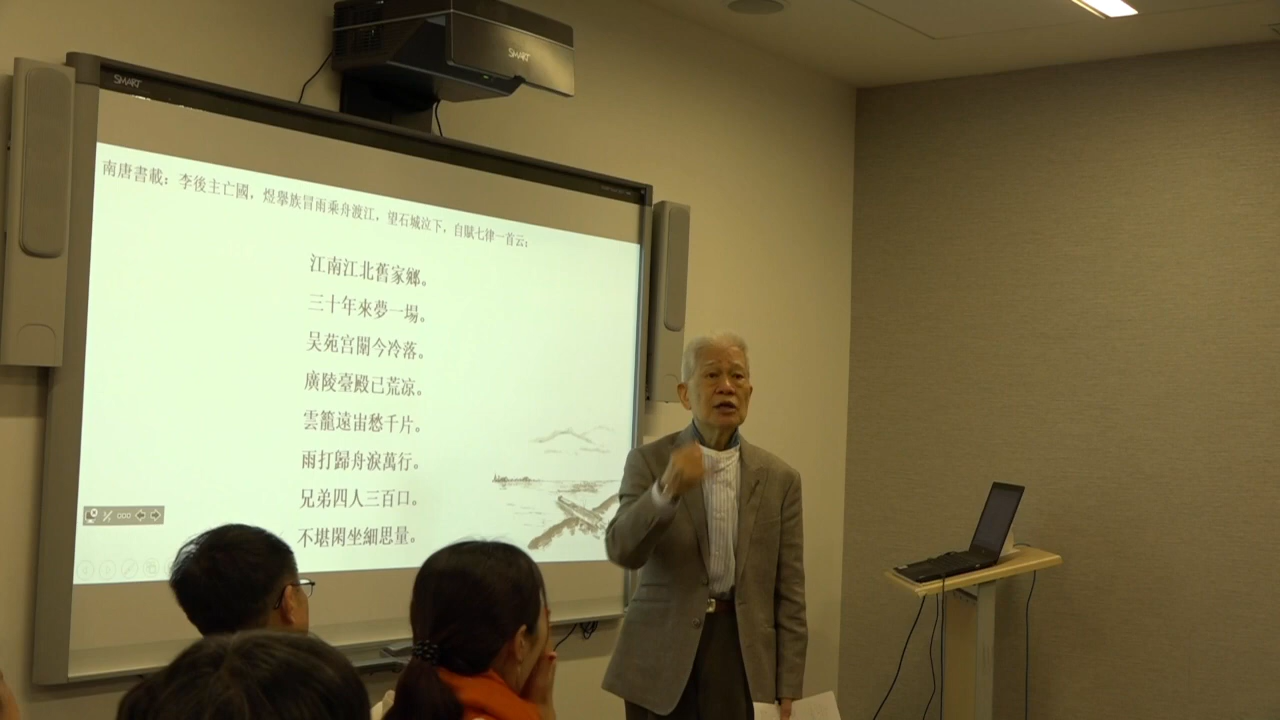 SMART
SMART
南唐書載：李後主亡國，煜舉族冒雨乘舟渡江，望石城泣下，自賦七律一首云：
江南江北舊家鄉。
三十年來夢一場。
吴苑宫闈今冷落。
廣陵臺殿已荒凉。
雲籠遠岫愁千片。
雨打歸舟淚萬行。
兄弟四人三百口。
不堪閑坐細思量。